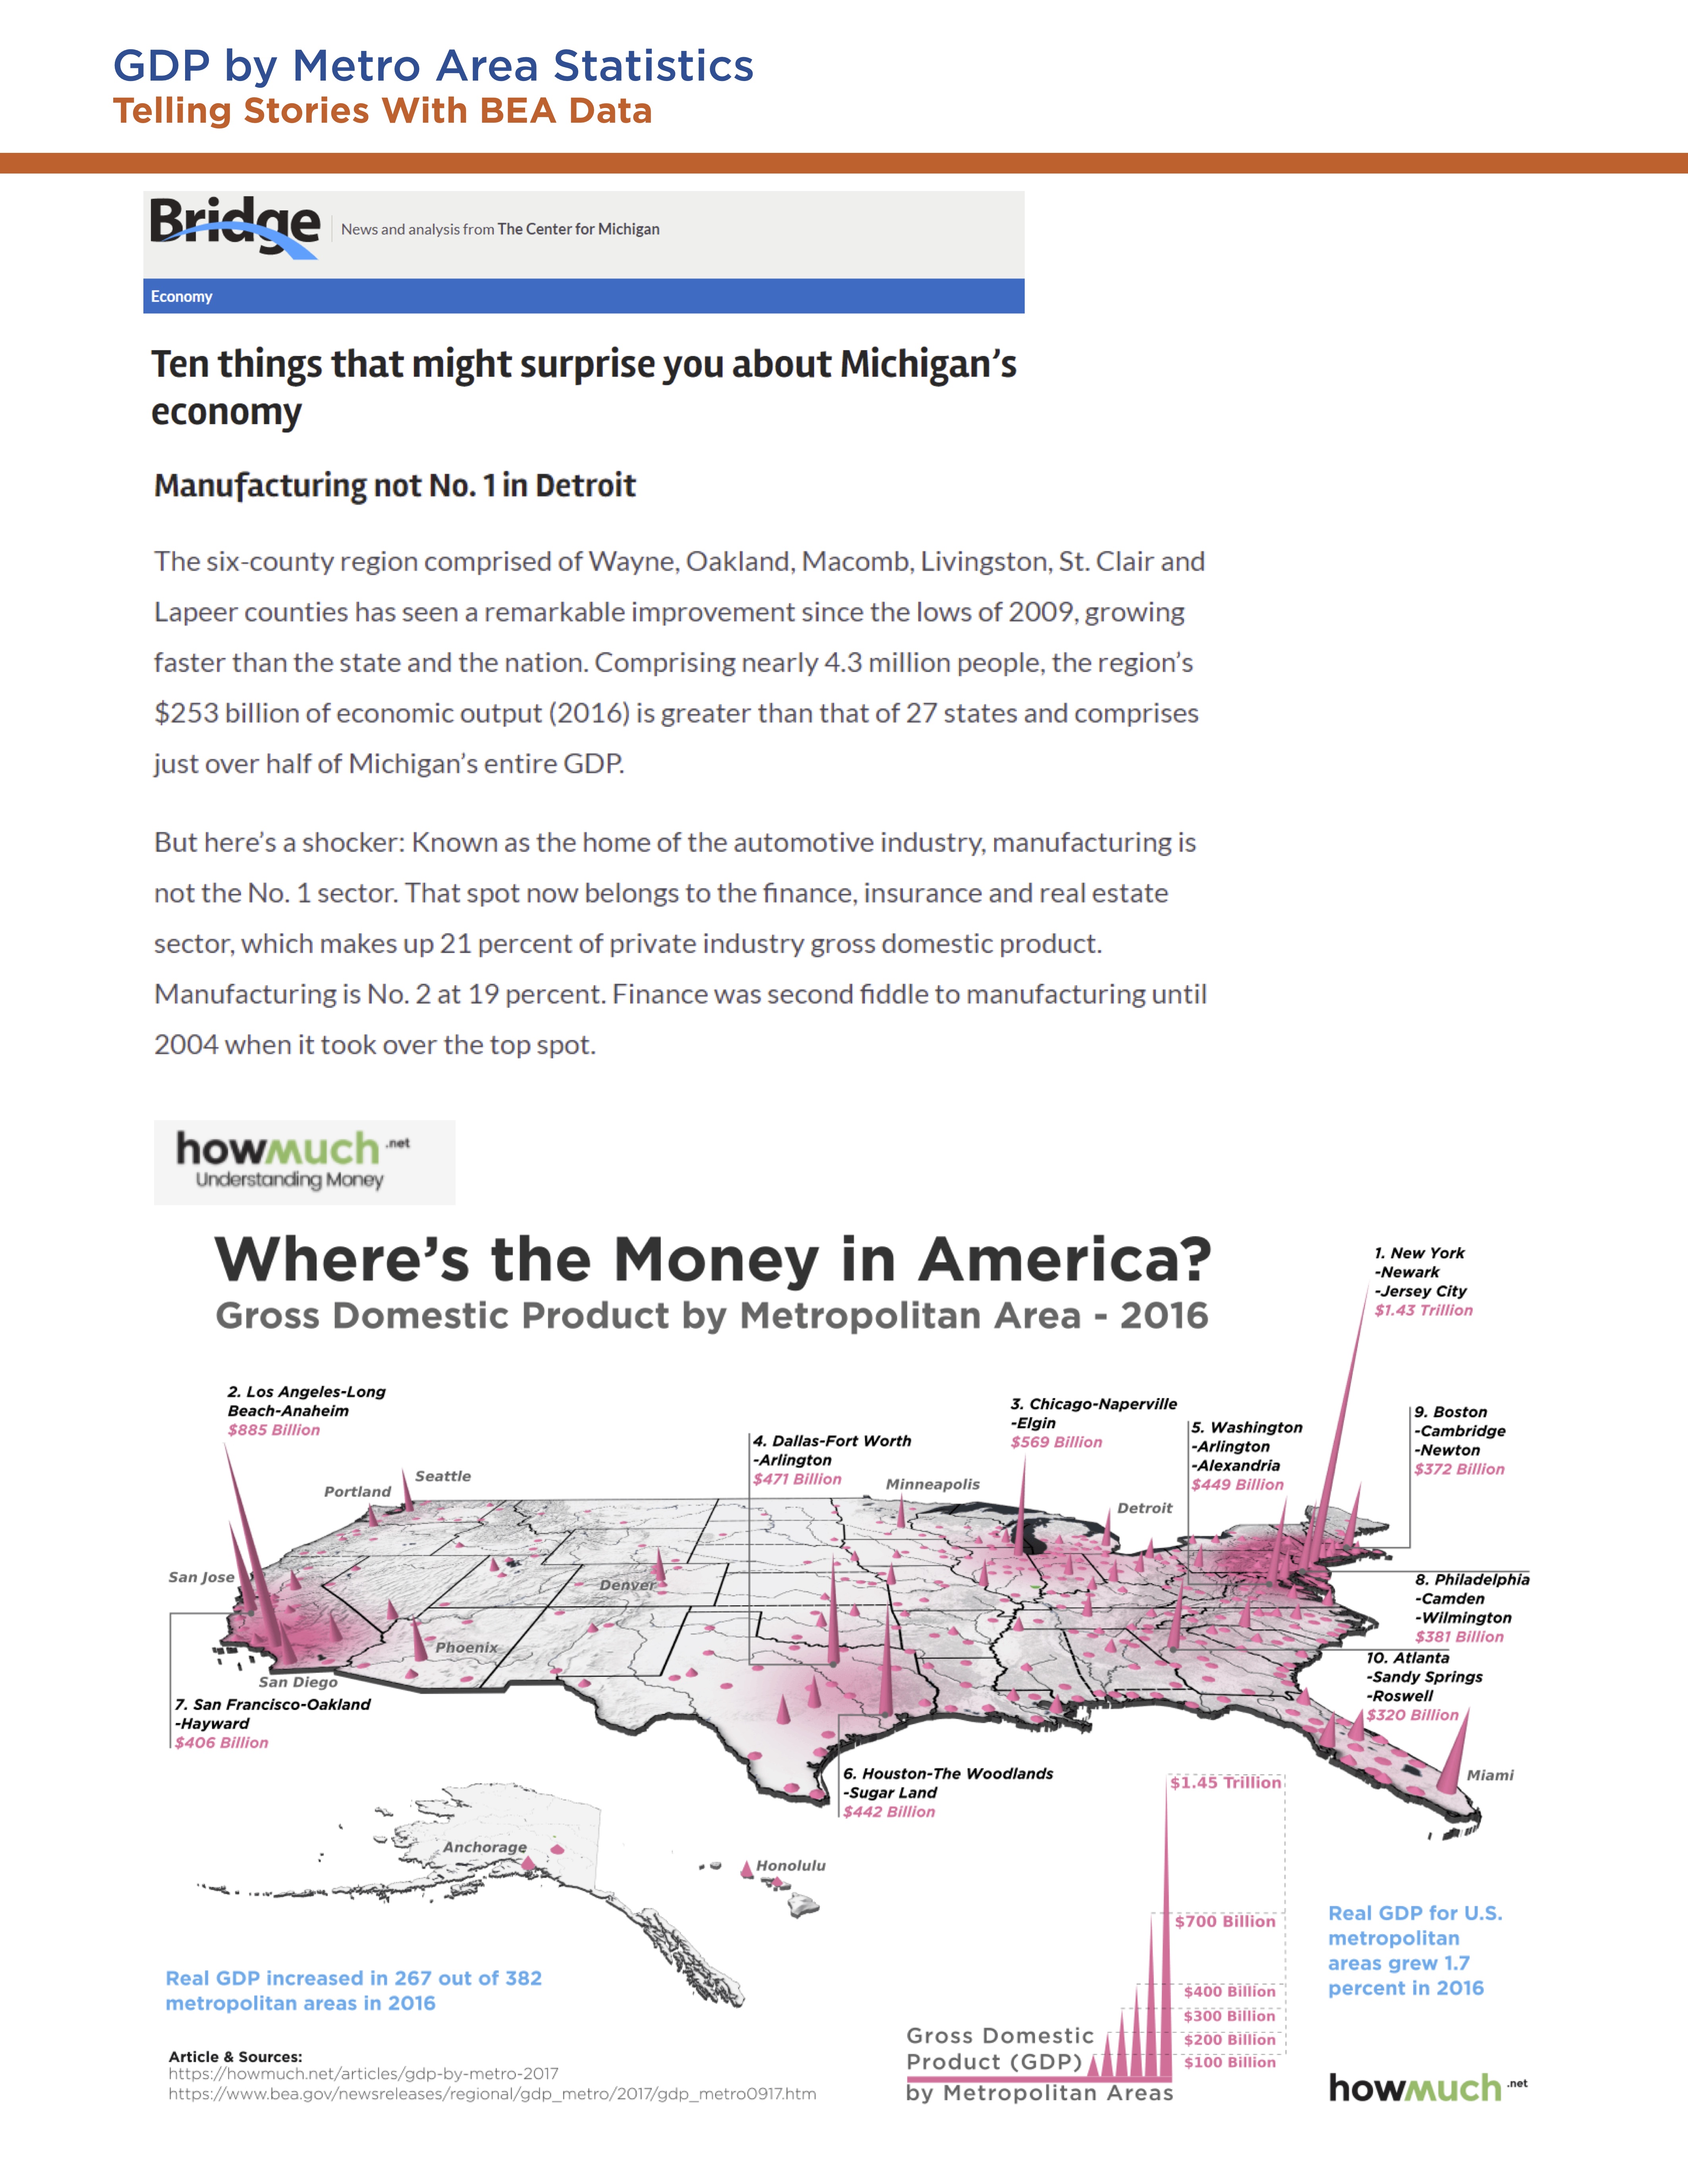 GDP by Metro Area Statistics
Telling Stories With BEA Data
Bridge
News and analysis from The Center for Michigan
Economy
Ten things that might surprise you about Michigan's
economy
Manufacturing not No. 1 in Detroit
The six-county region comprised of Wayne, Oakland, Macomb, Livingston, St. Clair and
Lapeer counties has seen a remarkable improvement since the lows of 2009, growing
faster than the state and the nation. Comprising nearly 4.3 million people, the region's
$253 billion of economic output (2016) is greater than that of 27 states and comprises
just over half of Michigan's entire GDP.
But here's a shocker: Known as the home of the automotive industry, manufacturing is
not the No. 1 sector. That spot now belongs to the finance, insurance and real estate
sector, which makes up 21 percent of private industry gross domestic product.
Manufacturing is No. 2 at 19 percent. Finance was second fiddle to manufacturing until
2004 when it took over the top spot.
howmuch.net
Understanding Money
Where's the Money in America?
Gross Domestic Product by Metropolitan Area - 2016
1. New York
-Newark
-Jersey City
$1.43 Trillion
2. Los Angeles-Long
Beach-Anaheim
$885 Billion
3. Chicago-Naperville
-Elgin
$569 Billion
4. Dallas-Fort Worth
-Arlington
$471 Billion
5. Washington
-Arlington
-Alexandria
$449 Billion
9. Boston
-Cambridge
-Newton
$372 Billion
Seattle
Portland
Minneapolis
Detroit
San Jose
Denver
Phoenix
San Diego
8. Philadelphia
-Camden
-Wilmington
$381 Billion
10. Atlanta
-Sandy Springs
-Roswell
$320 Billion
7. San Francisco-Oakland
-Hayward
$406 Billion
6. Houston-The Woodlands
-Sugar Land
$442 Billion
Miami
Anchorage
Honolulu
$1.45 Trillion
$700 Billion
$400 Billion
$300 Billion
$200 Billion
$100 Billion
Gross Domestic
Product (GDP)
by Metropolitan Areas
Real GDP for U.S.
metropolitan
areas grew 1.7
percent in 2016
Real GDP increased in 267 out of 382
metropolitan areas in 2016
Article & Sources:
https://howmuch.net/articles/gdp-by-metro-2017
https://www.bea.gov/newsreleases/regional/gdp_metro/2017/gdp_metro0917.htm
howmuch.net